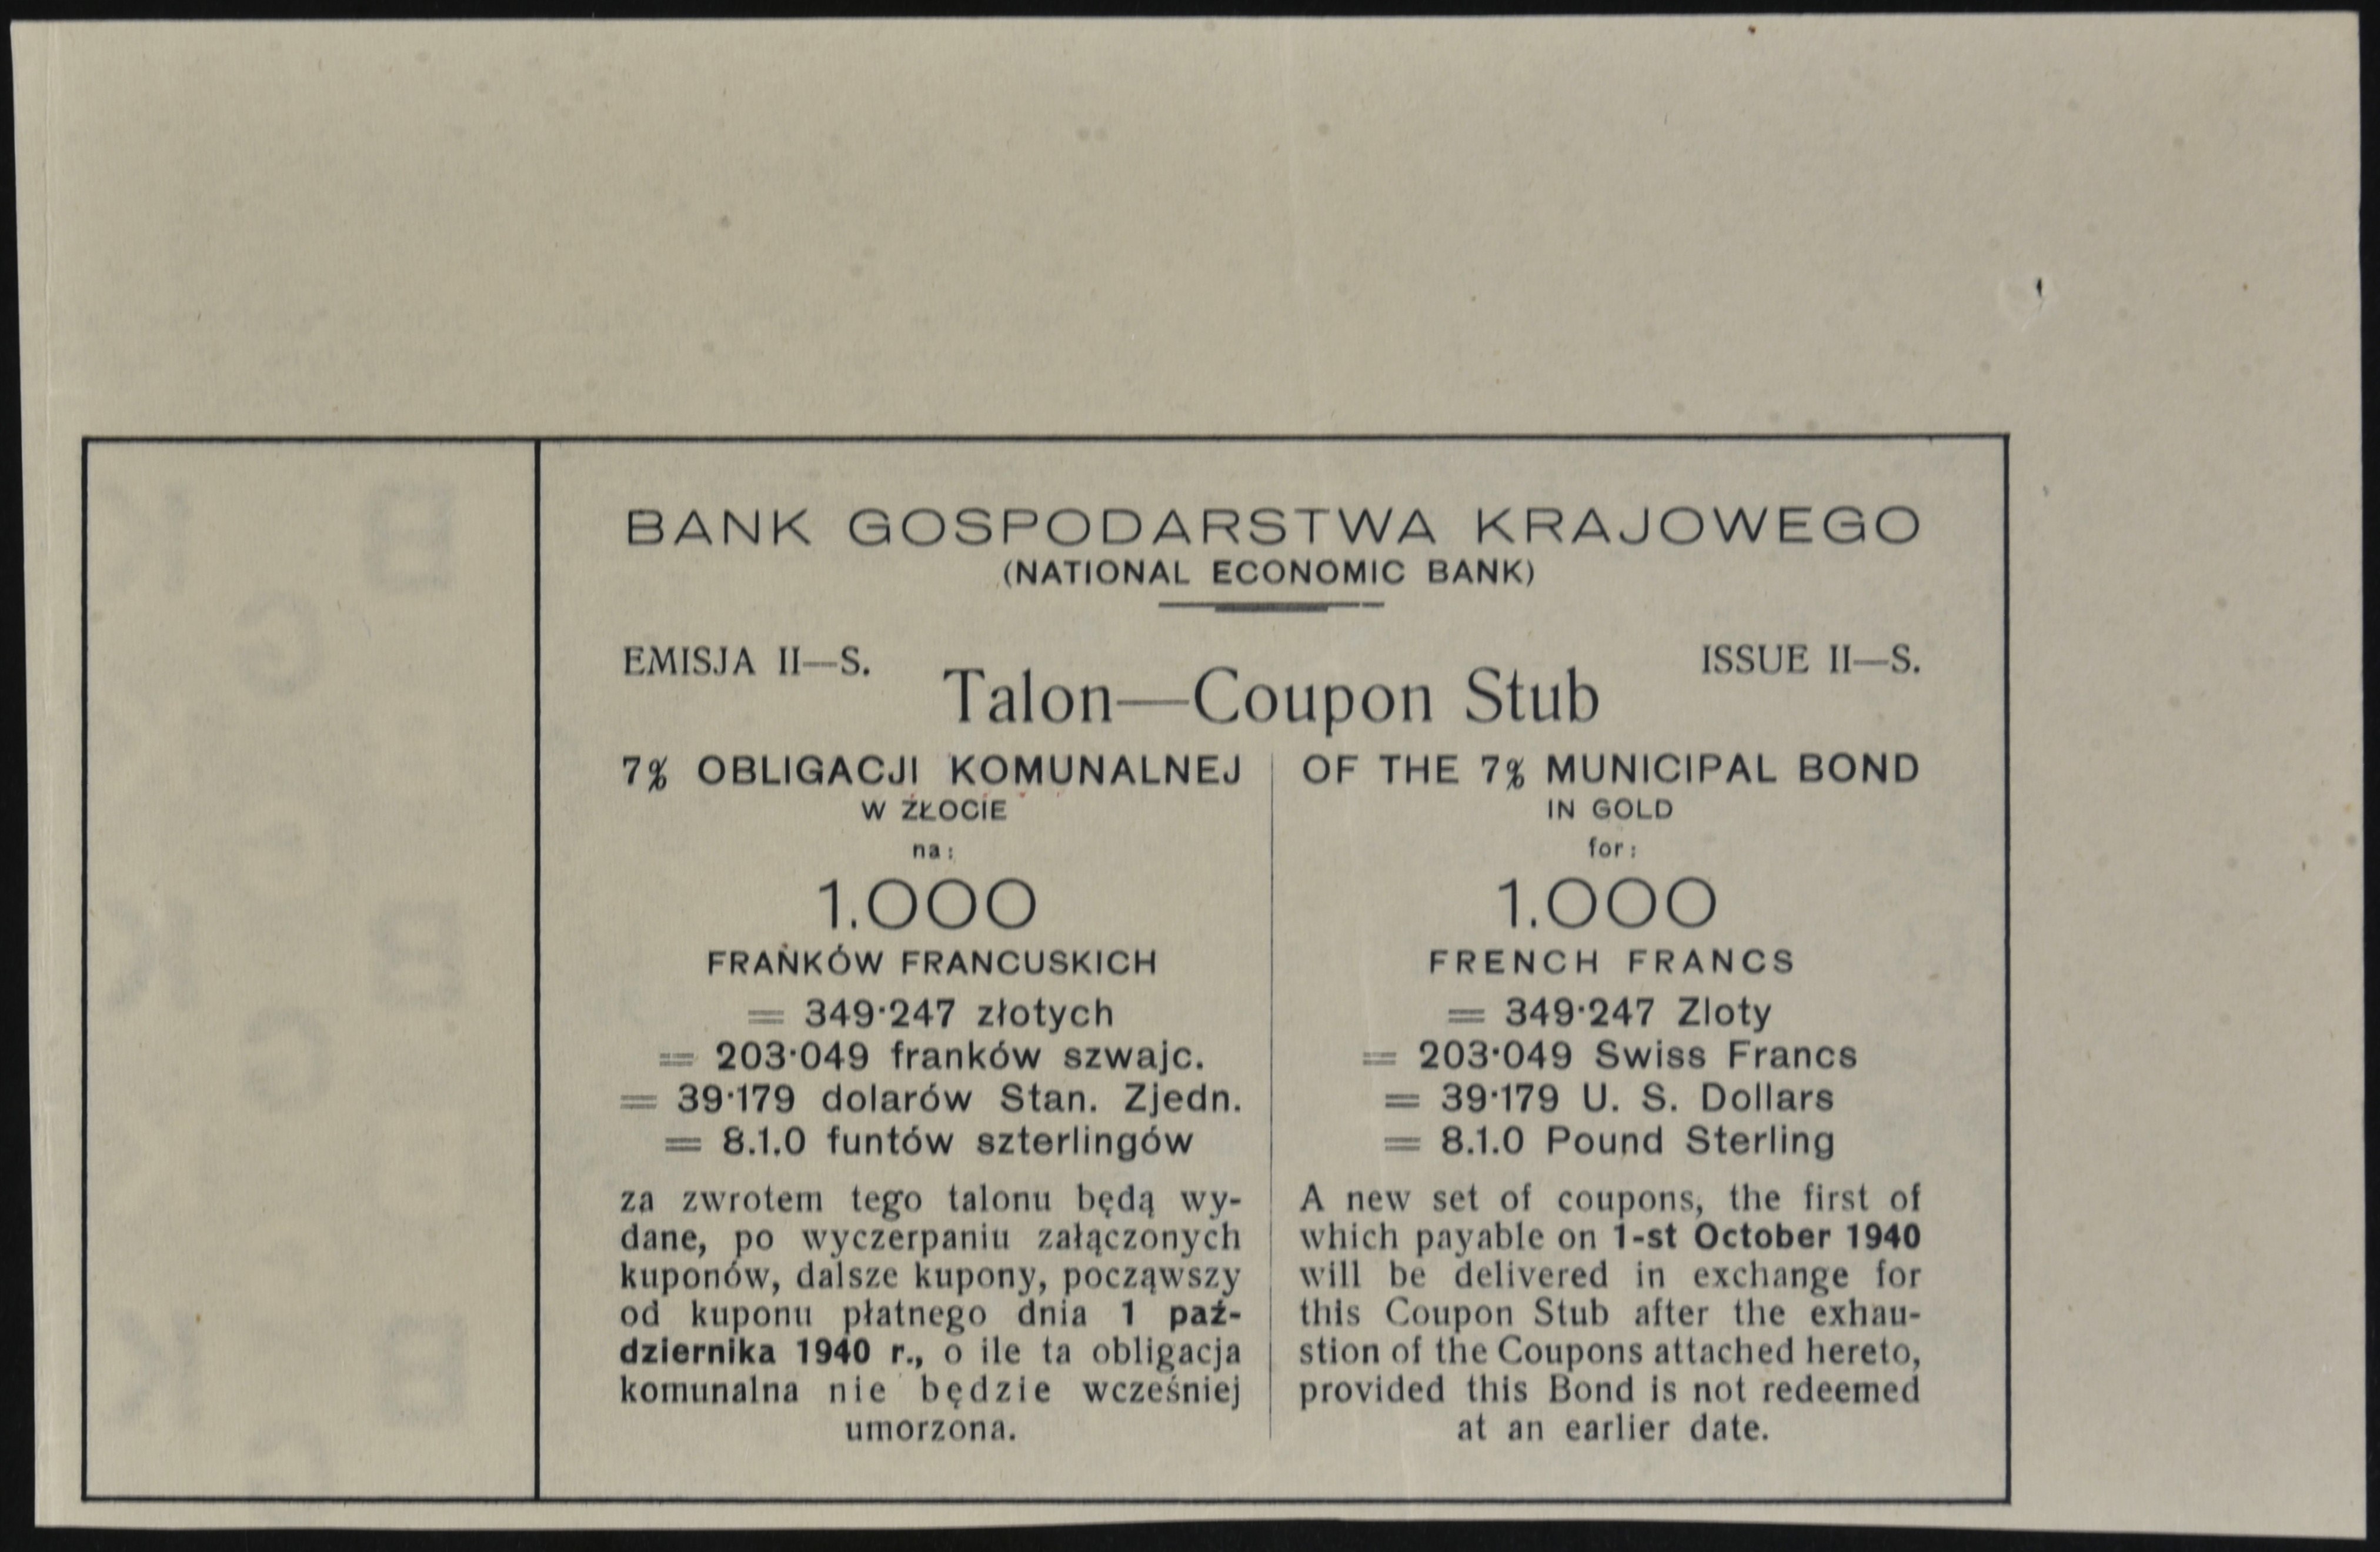 BANK GOSPODARSTWA KRAJOWEGO
(NATIONAL ECONOMIC BANK)
EMISJA II—S.
ISSUE II—S.
Talon—Coupon Stub
7% OBLIGACJI KOMUNALNEJ
W ZŁOCIE
na:
1.000
FRANKÓW FRANCUSKICH
= 349·247 złotych
= 203·049 franków szwajc.
= 39·179 dolarów Stan. Zjedn.
= 8.1.0 funtów szterlingów
za zwrotem tego talonu będą wy-
dane, po wyczerpaniu załączonych
kuponów, dalsze kupony, począwszy
od kuponu płatnego dnia 1 paź-
dziernika 1940 r., o ile ta obligacja
komunalna nie będzie wcześniej
umorzona.
OF THE 7% MUNICIPAL BOND
IN GOLD
for:
1.000
FRENCH FRANCS
= 349·247 Zloty
= 203·049 Swiss Francs
= 39·179 U. S. Dollars
= 8.1.0 Pound Sterling
A new set of coupons, the first of
which payable on 1-st October 1940
will be delivered in exchange for
this Coupon Stub after the exhau-
stion of the Coupons attached hereto,
provided this Bond is not redeemed
at an earlier date.
B K
G
B K
G
B K
G